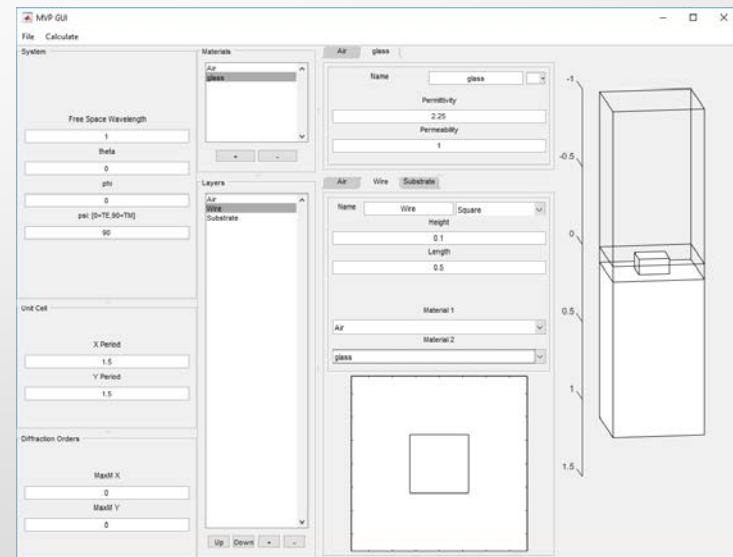 MVP GUI
File Calculate
System
Free Space Wavelength
1
theta
0
phi
0
psi: [0=TE,90=TM]
90
Unit Cell
X Period
1.5
Y Period
1.5
Diffraction Orders
MaxM X
0
MaxM Y
0
Materials
Air
glass
+ -
Layers
Air
Wire
Substrate
Up Down + -
Air glass
Name glass
Permittivity
2.25
Permeability
1
Air Wire Substrate
Name Wire Square
Height
0.1
Length
0.5
Material 1
Air
Material 2
glass
-1
-0.5
0
0.5
1
1.5